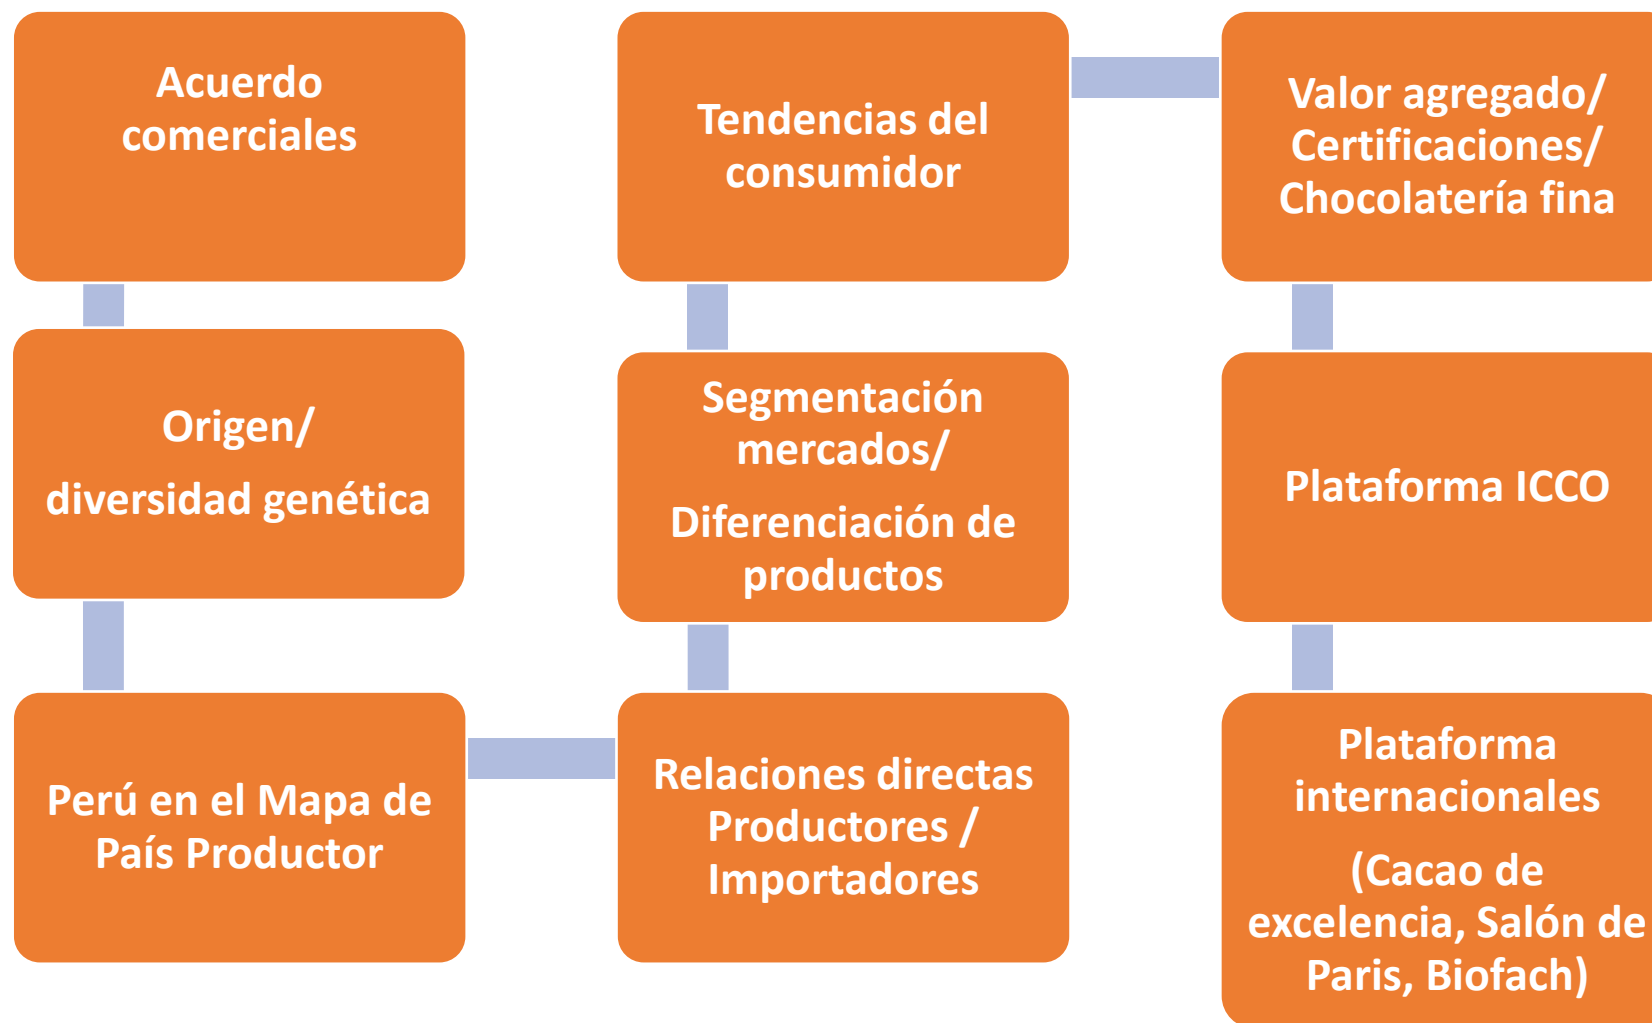 Acuerdo
comerciales
Origen/
diversidad genética
Perú en el Mapa de
País Productor
Relaciones directas
Productores /
Importadores
Segmentación
mercados/
Diferenciación de
productos
Tendencias del
consumidor
Valor agregado/
Certificaciones/
Chocolatería fina
Plataforma ICCO
Plataforma
internacionales
(Cacao de
excelencia, Salón de
Paris, Biofach)